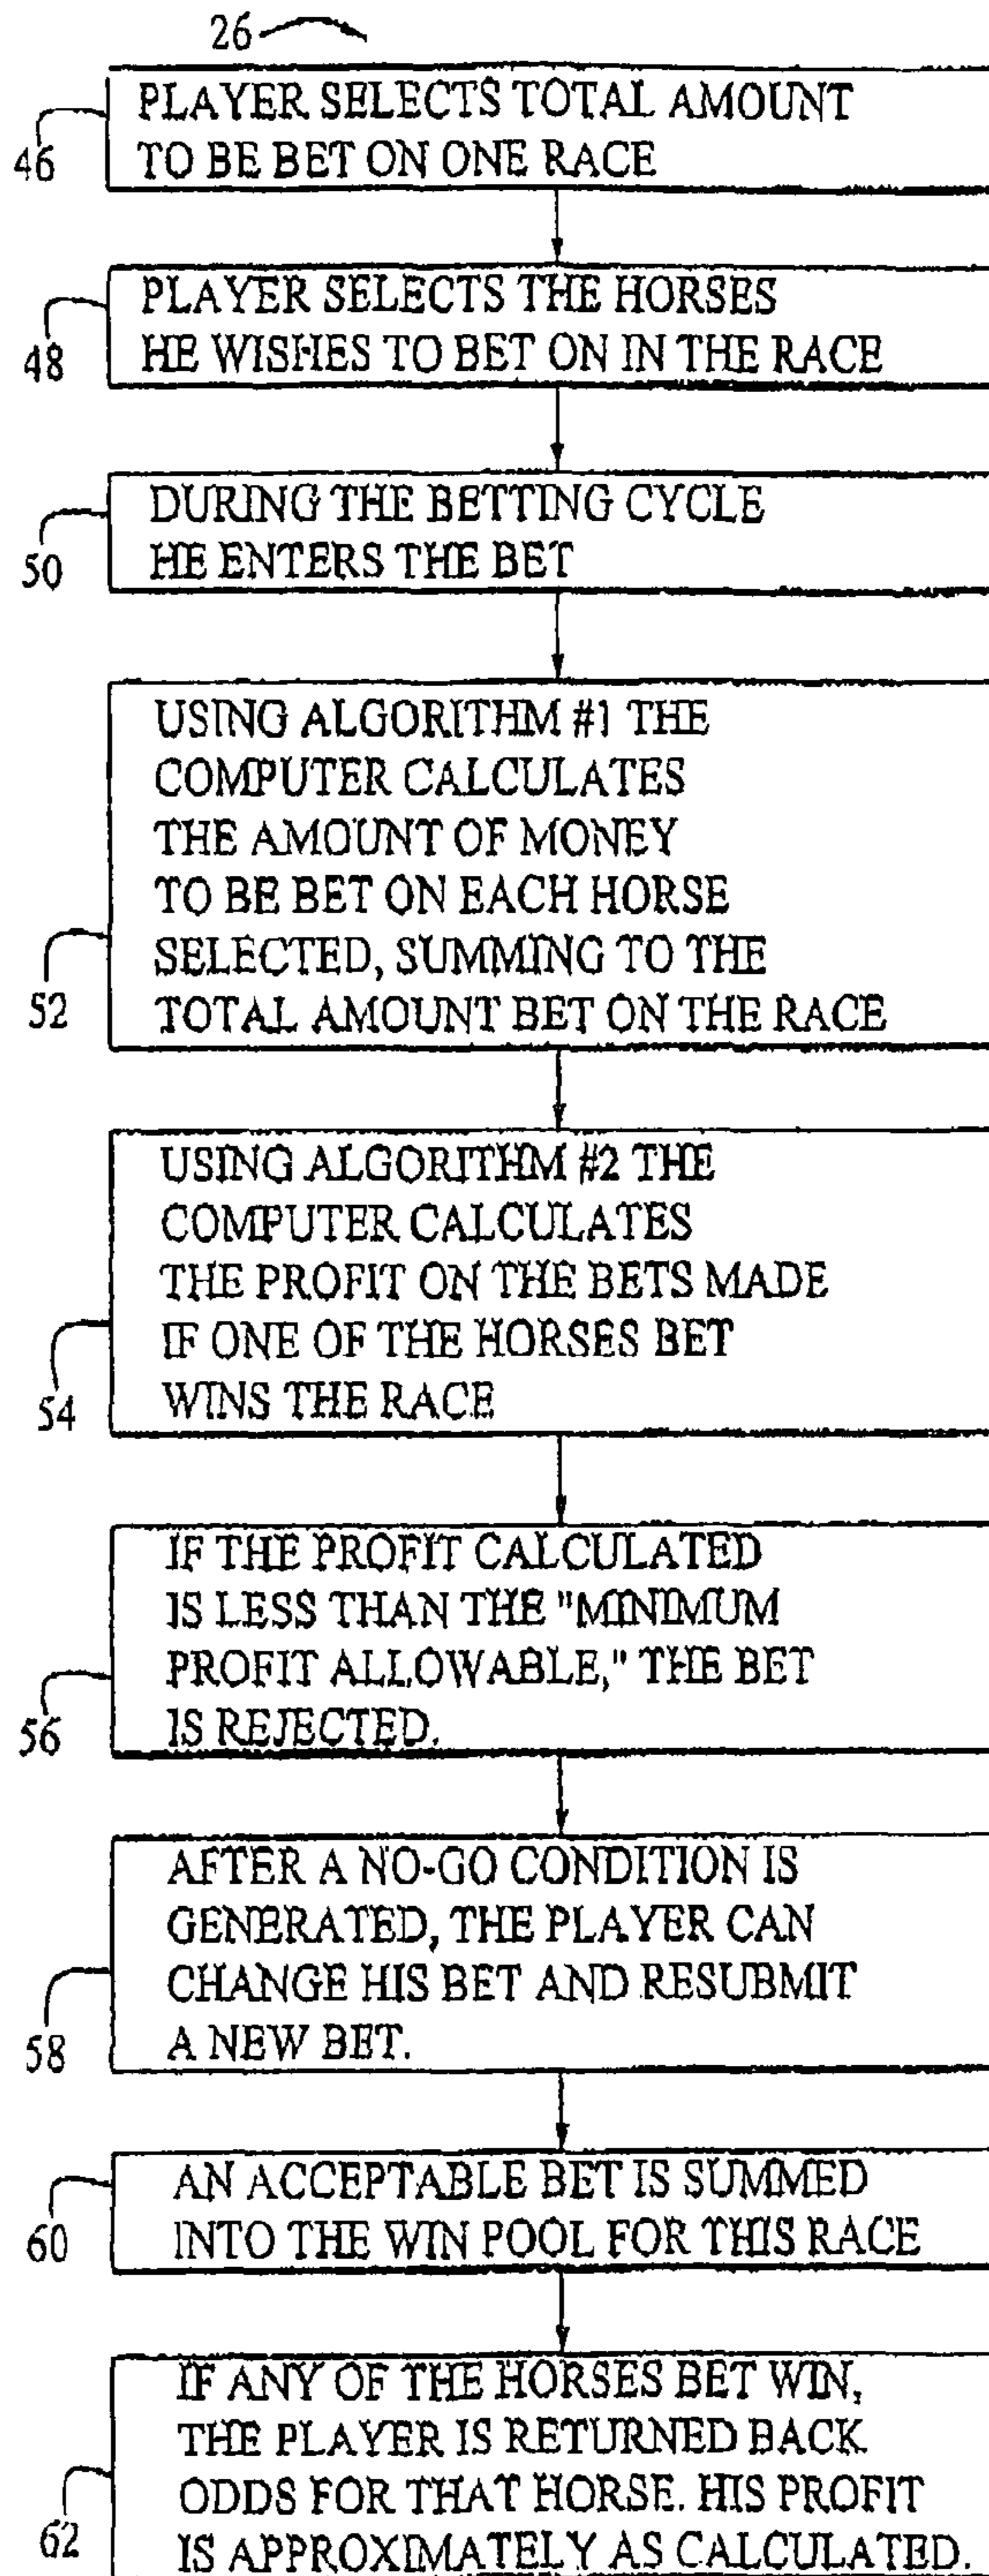 26
PLAYER SELECTS TOTAL AMOUNT
TO BE BET ON ONE RACE
46
PLAYER SELECTS THE HORSES
HE WISHES TO BET ON IN THE RACE
48
DURING THE BETTING CYCLE
HE ENTERS THE BET
50
USING ALGORITHM #1 THE
COMPUTER CALCULATES
THE AMOUNT OF MONEY
TO BE BET ON EACH HORSE
SELECTED, SUMMING TO THE
TOTAL AMOUNT BET ON THE RACE
52
USING ALGORITHM #2 THE
COMPUTER CALCULATES
THE PROFIT ON THE BETS MADE
IF ONE OF THE HORSES BET
WINS THE RACE
54
IF THE PROFIT CALCULATED
IS LESS THAN THE "MINIMUM
PROFIT ALLOWABLE," THE BET
IS REJECTED.
56
AFTER A NO-GO CONDITION IS
GENERATED, THE PLAYER CAN
CHANGE HIS BET AND RESUBMIT
A NEW BET.
58
AN ACCEPTABLE BET IS SUMMED
INTO THE WIN POOL FOR THIS RACE
60
IF ANY OF THE HORSES BET WIN,
THE PLAYER IS RETURNED BACK
ODDS FOR THAT HORSE. HIS PROFIT
IS APPROXIMATELY AS CALCULATED.
62